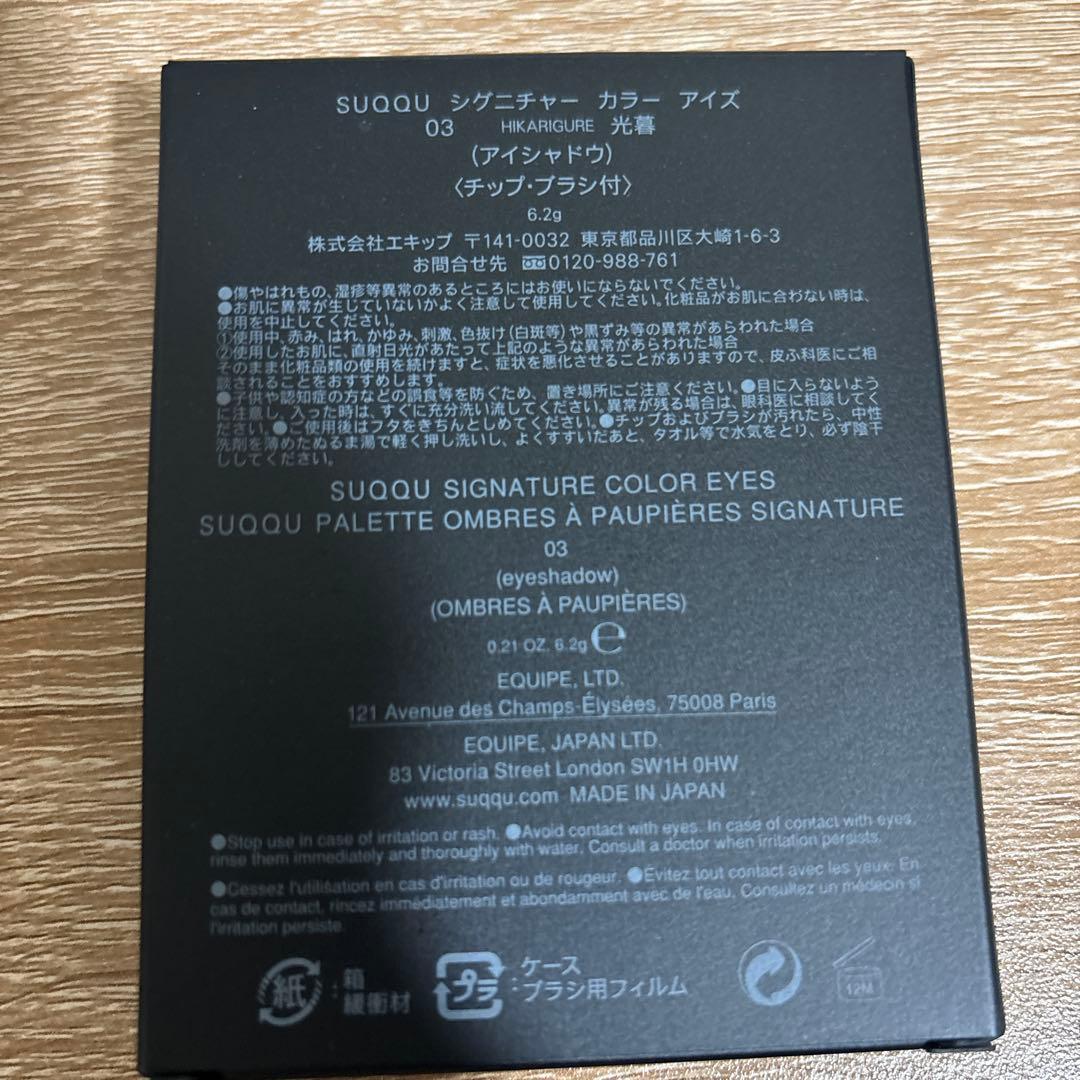 SUQQU シグニチャー カラー アイズ
03 HIKARIGURE 光暮
(アイシャドウ)
〈チップ・ブラシ付〉
6.2g
株式会社エキップ 〒141-0032 東京都品川区大崎1-6-3
お問合せ先 0120-988-761
●傷やはれもの、湿疹等異常のあるところにはお使いにならないでください。
●お肌に異常が生じていないかよく注意して使用してください。化粧品がお肌に合わない時は、
使用を中止してください。
①使用中、赤み、はれ、かゆみ、刺激、色抜け(白斑等)や黒ずみ等の異常があらわれた場合
②使用したお肌に、直射日光があたって上記のような異常があらわれた場合
そのまま化粧品類の使用を続けますと、症状を悪化させることがありますので、皮ふ科医にご相
談されることをおすすめします。
●子供や認知症の方などの誤食等を防ぐため、置き場所にご注意ください。●目に入らないよう
に注意し、入った時は、すぐに充分洗い流してください。異常が残る場合は、眼科医に相談してく
ださい。●ご使用後はフタをきちんとしめてください。●チップおよびブラシが汚れたら、中性
洗剤を薄めたぬるま湯で軽く押し洗いし、よくすすいだあと、タオル等で水気をとり、必ず陰干
ししてください。
SUQQU SIGNATURE COLOR EYES
SUQQU PALETTE OMBRES À PAUPIÈRES SIGNATURE
03
(eyeshadow)
(OMBRES À PAUPIÈRES)
0.21 OZ. 6.2g ℮
EQUIPE, LTD.
121 Avenue des Champs-Élysées, 75008 Paris
EQUIPE, JAPAN LTD.
83 Victoria Street London SW1H 0HW
www.suqqu.com MADE IN JAPAN
●Stop use in case of irritation or rash. ●Avoid contact with eyes. In case of contact with eyes,
rinse them immediately and thoroughly with water. Consult a doctor when irritation persists.
●Cessez l'utilisation en cas d'irritation ou de rougeur. ●Évitez tout contact avec les yeux. En
cas de contact, rincez immédiatement et abondamment avec de l'eau. Consultez un médecin si
l'irritation persiste.
紙 : 箱
緩衝材
プラ : ケース
ブラシ用フィルム
12M